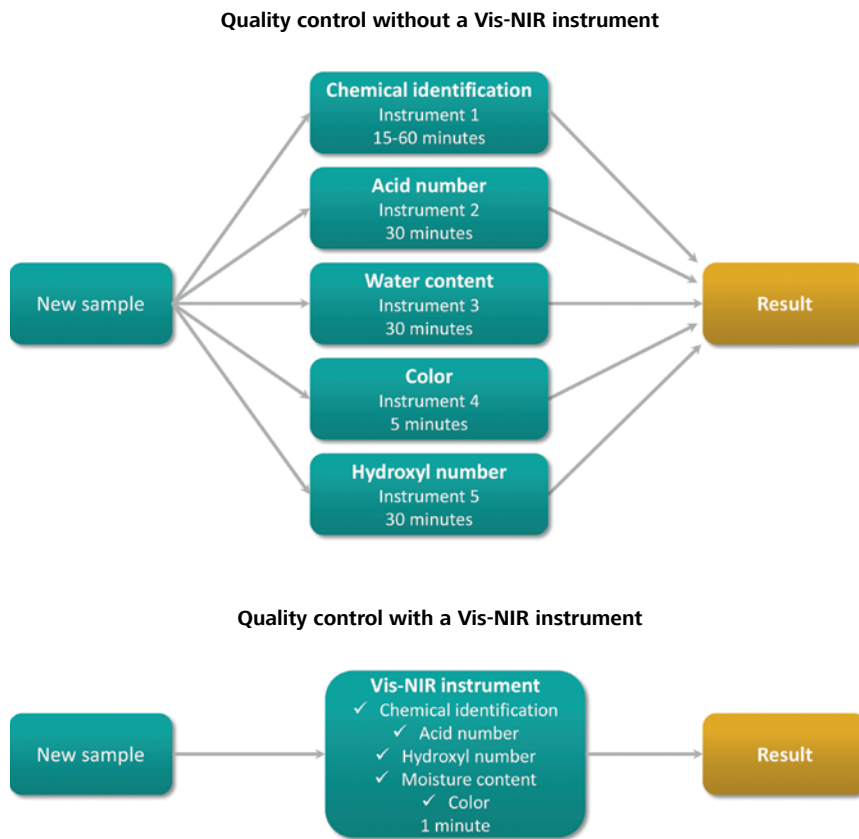 Quality control without a Vis-NIR instrument
Chemical identification
Instrument 1
15-60 minutes
Acid number
Instrument 2
30 minutes
New sample
Water content
Instrument 3
30 minutes
Result
Color
Instrument 4
5 minutes
Hydroxyl number
Instrument 5
30 minutes
Quality control with a Vis-NIR instrument
New sample
Vis-NIR instrument
✓ Chemical identification
✓ Acid number
✓ Hydroxyl number
✓ Moisture content
✓ Color
1 minute
Result